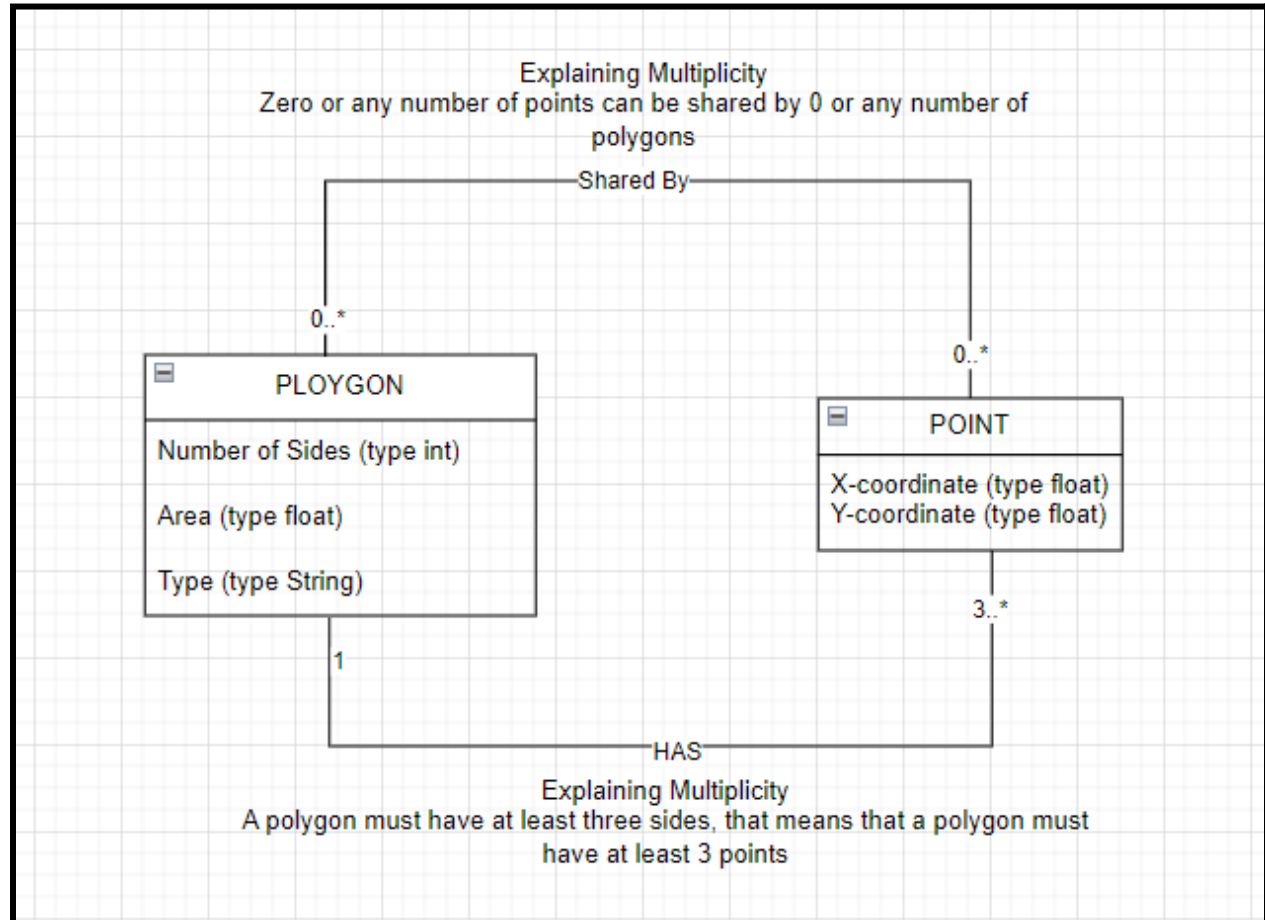 Explaining Multiplicity
Zero or any number of points can be shared by 0 or any number of
polygons
Shared By
0..*
0..*
PLOYGON
Number of Sides (type int)
Area (type float)
Type (type String)
POINT
X-coordinate (type float)
Y-coordinate (type float)
3..*
1
HAS
Explaining Multiplicity
A polygon must have at least three sides, that means that a polygon must
have at least 3 points